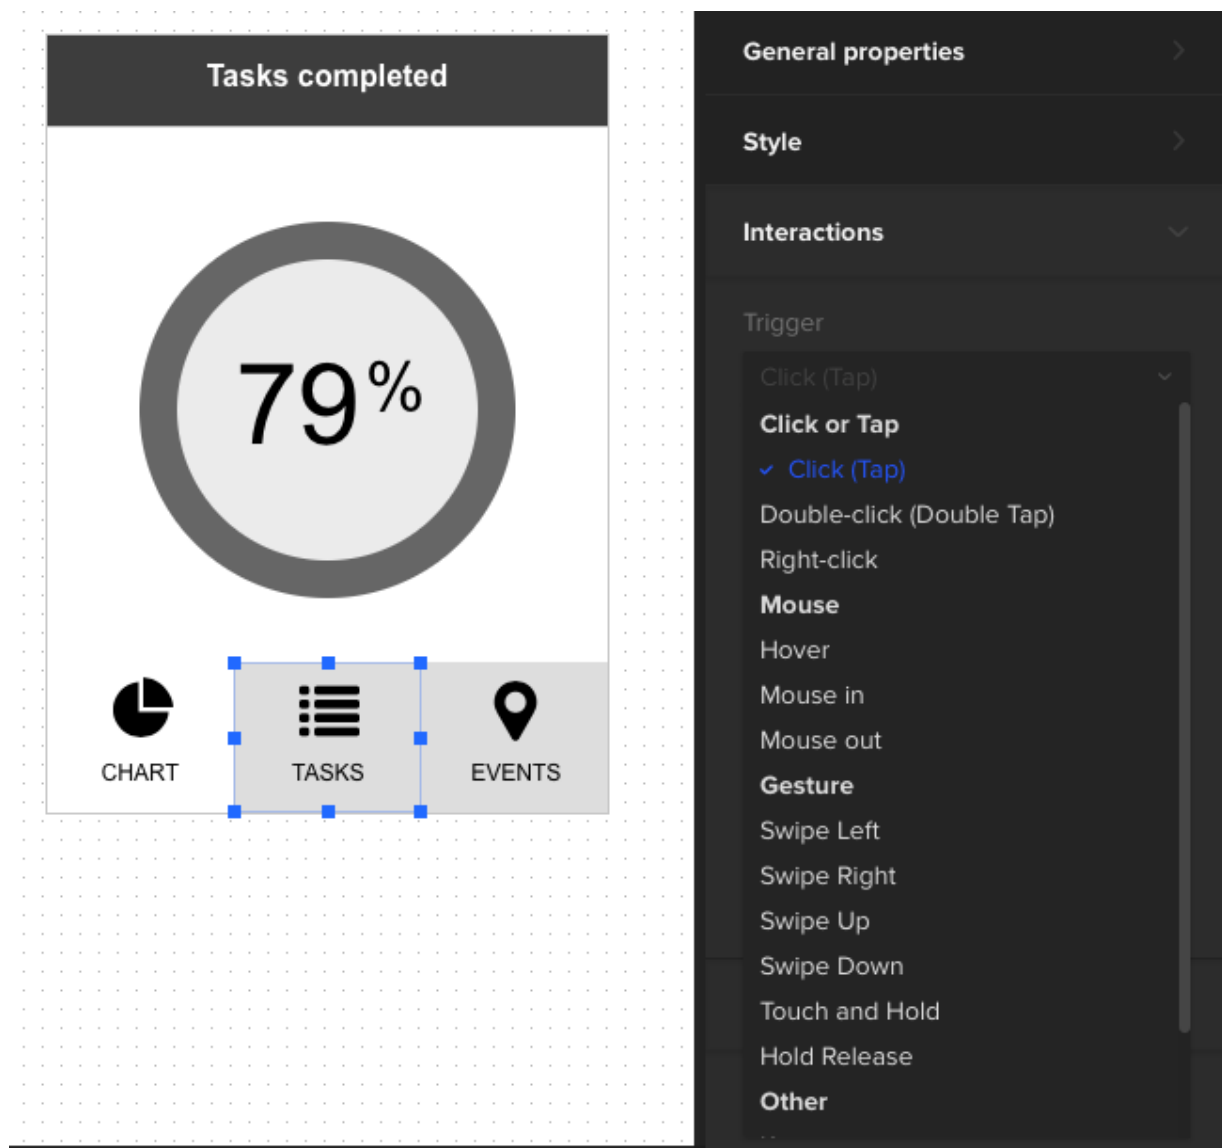 Tasks completed
79%
CHART
TASKS
EVENTS
General properties
Style
Interactions
Trigger
Click (Tap)
Click or Tap
Click (Tap)
Double-click (Double Tap)
Right-click
Mouse
Hover
Mouse in
Mouse out
Gesture
Swipe Left
Swipe Right
Swipe Up
Swipe Down
Touch and Hold
Hold Release
Other